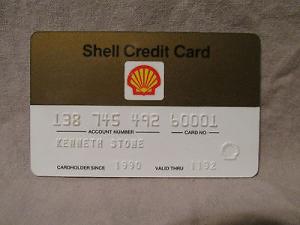 Shell Credit Card
138 745 492 60001
ACCOUNT NUMBER CARD NO
KENNETH STONE
CARDHOLDER SINCE 1990 VALID THRU 1192